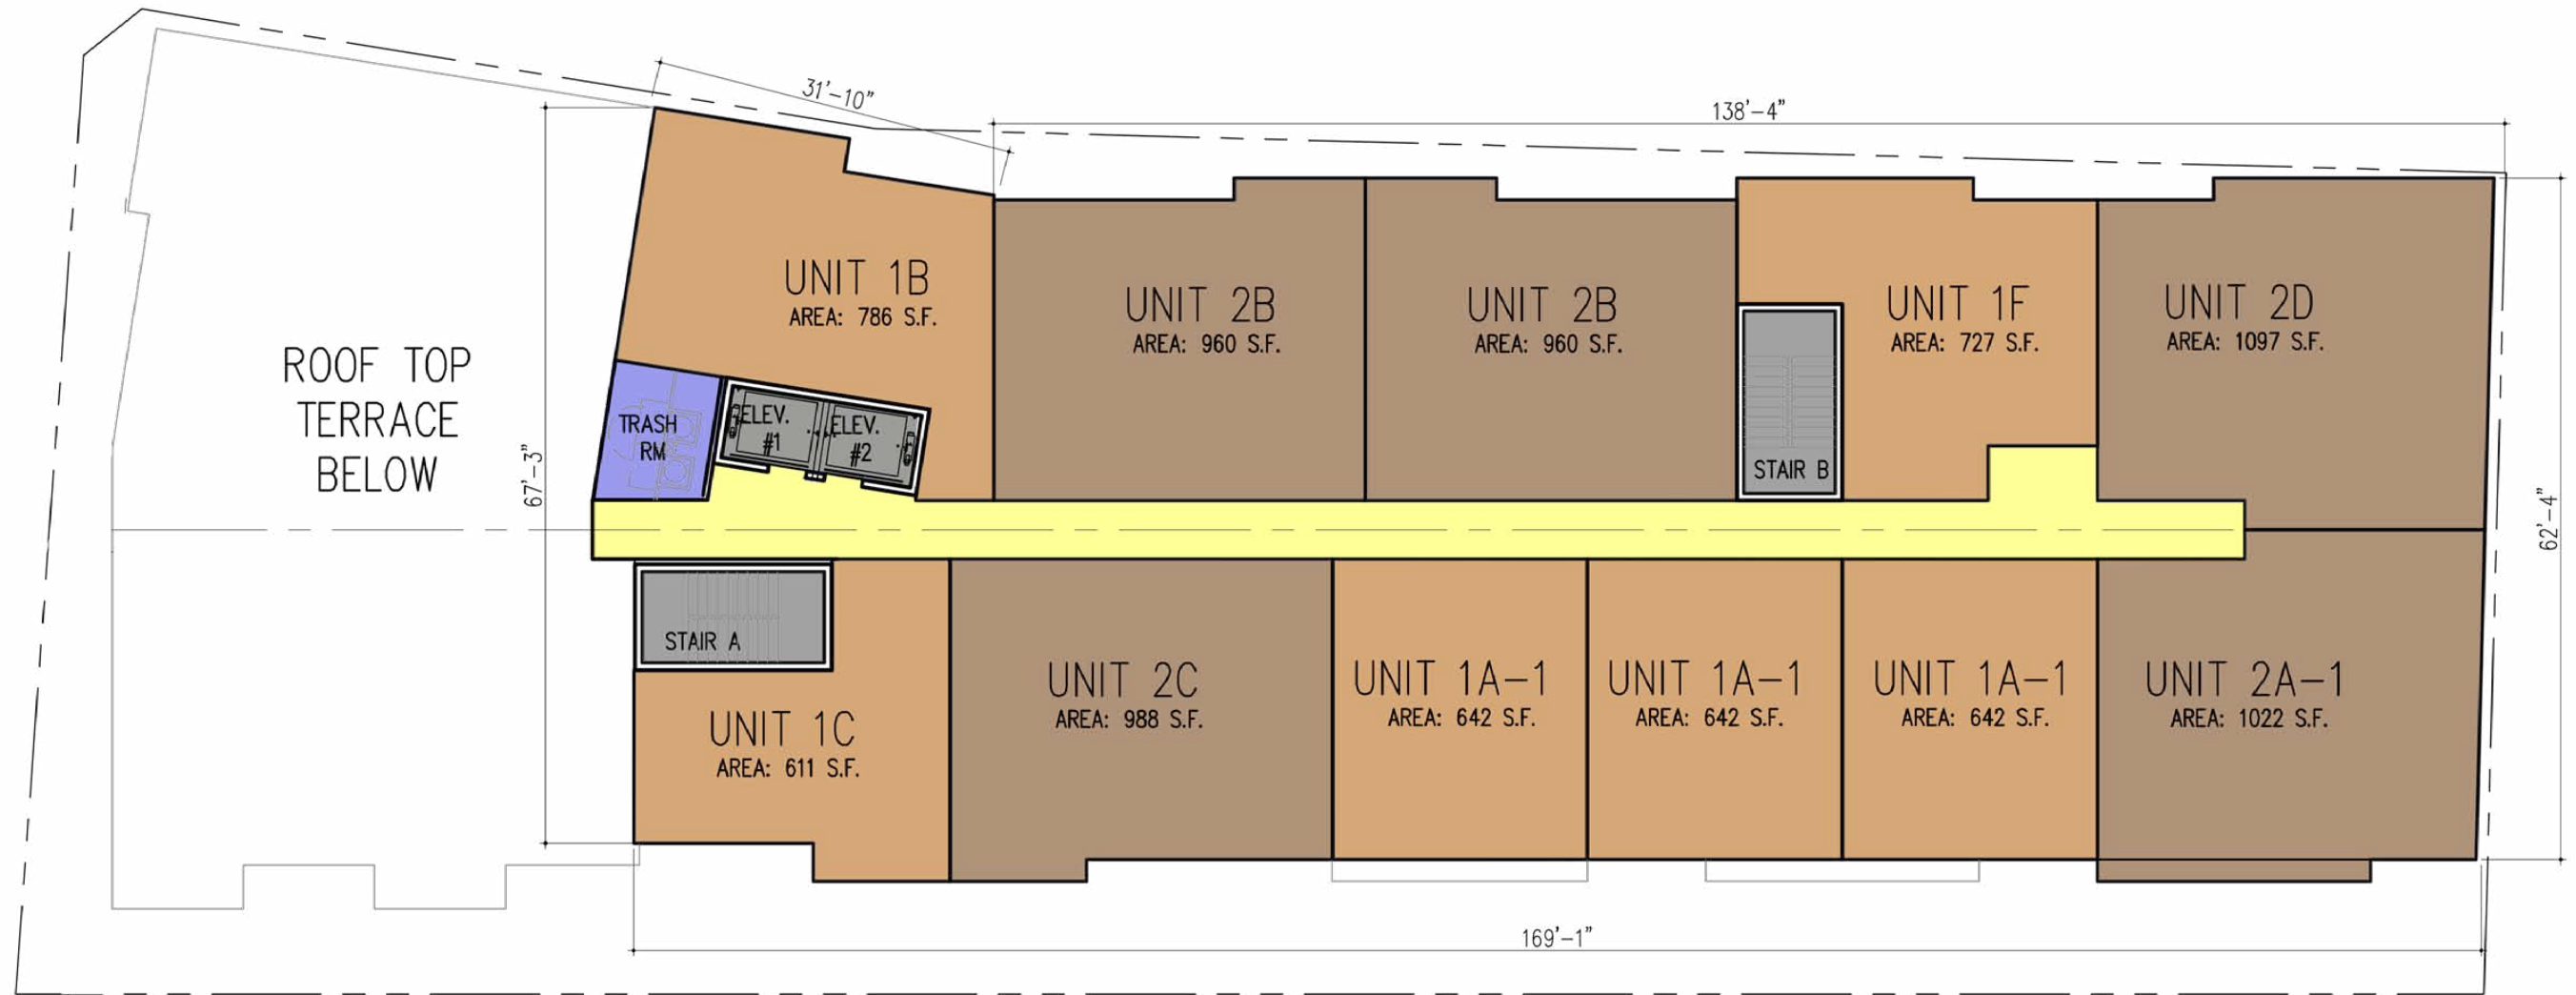 31'-10"
138'-4"
UNIT 1B
AREA: 786 S.F.
UNIT 2B
AREA: 960 S.F.
UNIT 2B
AREA: 960 S.F.
UNIT 1F
AREA: 727 S.F.
UNIT 2D
AREA: 1097 S.F.
ROOF TOP
TERRACE
BELOW
67'-3"
TRASH
RM
ELEV.
#1
ELEV.
#2
STAIR B
62'-4"
STAIR A
UNIT 1C
AREA: 611 S.F.
UNIT 2C
AREA: 988 S.F.
UNIT 1A-1
AREA: 642 S.F.
UNIT 1A-1
AREA: 642 S.F.
UNIT 1A-1
AREA: 642 S.F.
UNIT 2A-1
AREA: 1022 S.F.
169'-1"